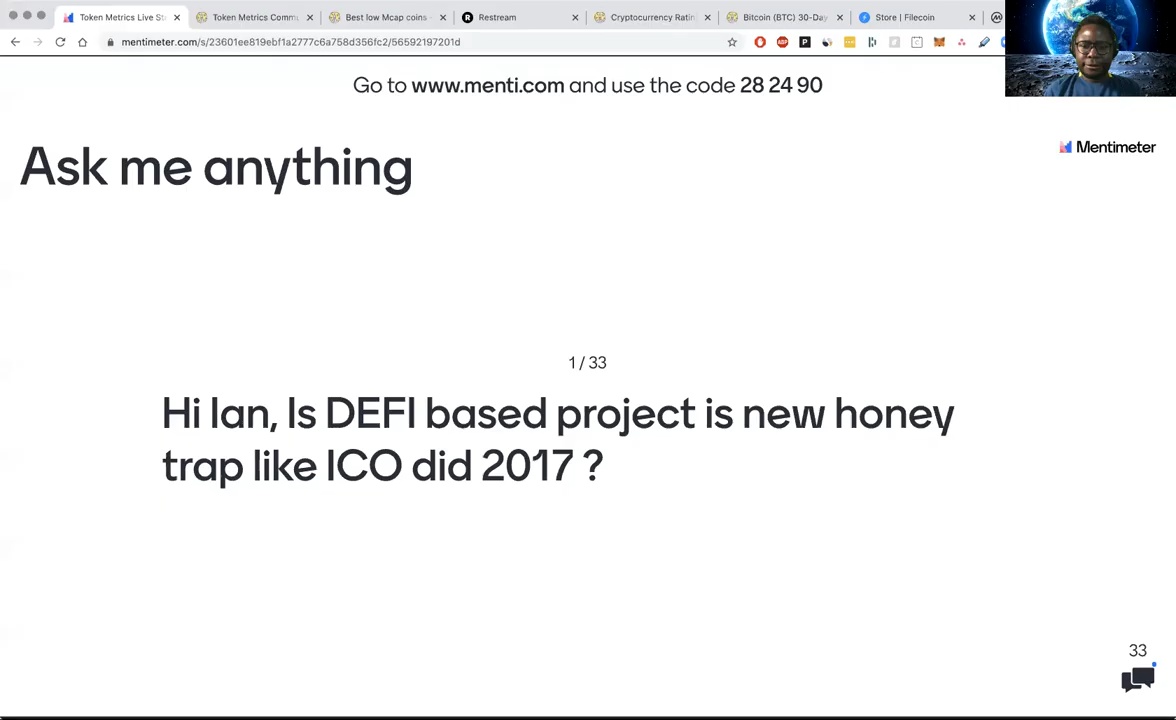 Token Metrics Live St
Token Metrics Commu
Best low Mcap coins -
Restream
Cryptocurrency Ratin
Bitcoin (BTC) 30-Day
Store | Filecoin
mentimeter.com/s/23601ee819ebf1a2777c6a758d356fc2/56592197201d
ABP
P
Go to www.menti.com and use the code 28 24 90
Ask me anything
Mentimeter
1 / 33
Hi Ian, Is DEFI based project is new honey
trap like ICO did 2017 ?
33